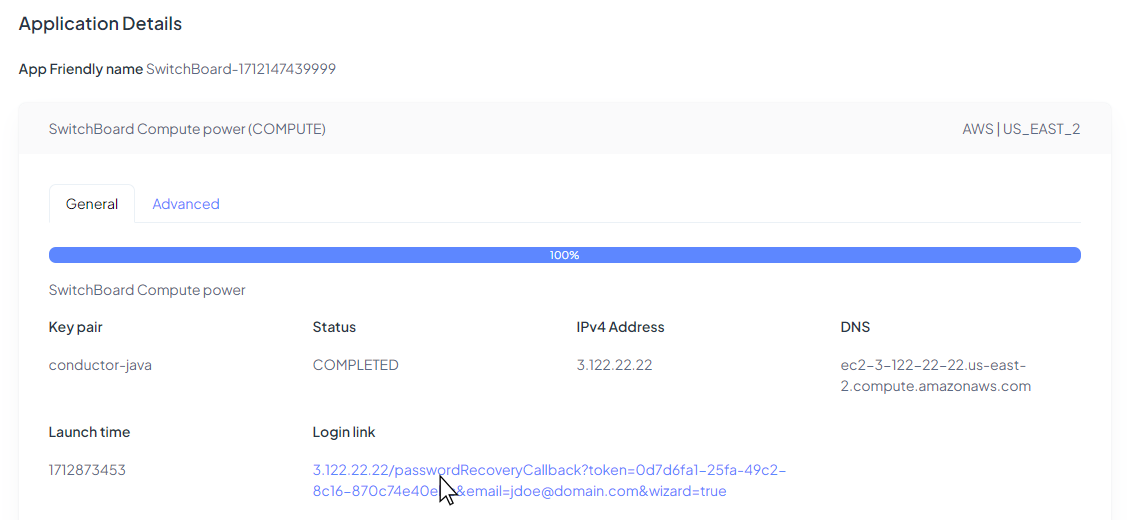 Application Details
App Friendly name SwitchBoard-1712147439999
SwitchBoard Compute power (COMPUTE) AWS | US_EAST_2
General Advanced
100%
SwitchBoard Compute power
Key pair Status IPv4 Address DNS
conductor-java COMPLETED 3.122.22.22 ec2-3-122-22-22.us-east-
2.compute.amazonaws.com
Launch time Login link
1712873453 3.122.22.22/passwordRecoveryCallback?token=0d7d6fa1-25fa-49c2-
&email=jdoe@domain.com&wizard=true